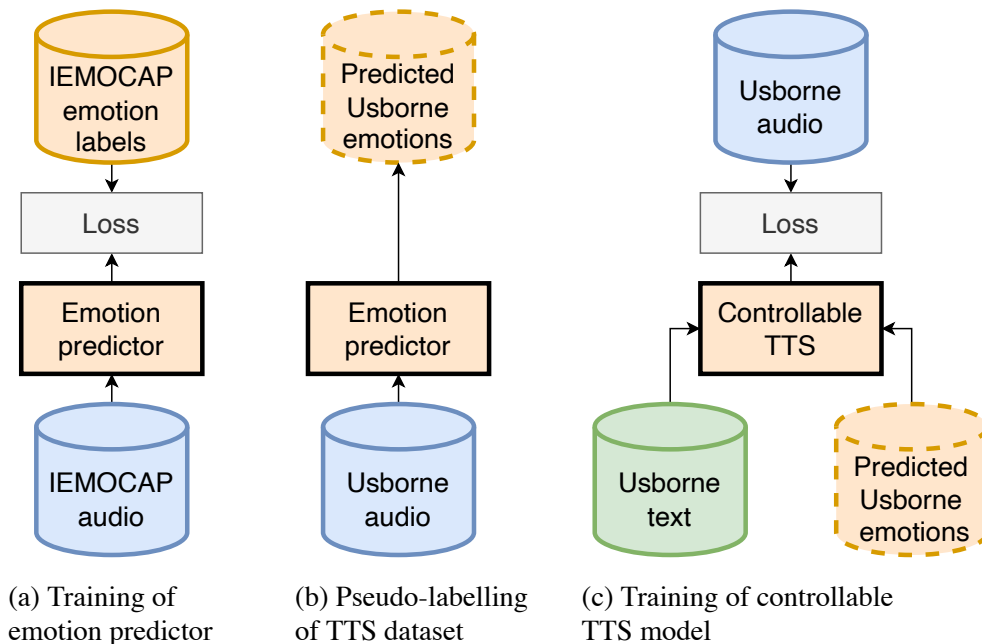 IEMOCAP
emotion
labels
Loss
Emotion
predictor
IEMOCAP
audio
(a) Training of
emotion predictor
Predicted
Usborne
emotions
Emotion
predictor
Usborne
audio
(b) Pseudo-labelling
of TTS dataset
Usborne
audio
Loss
Controllable
TTS
Usborne
text
Predicted
Usborne
emotions
(c) Training of controllable
TTS model